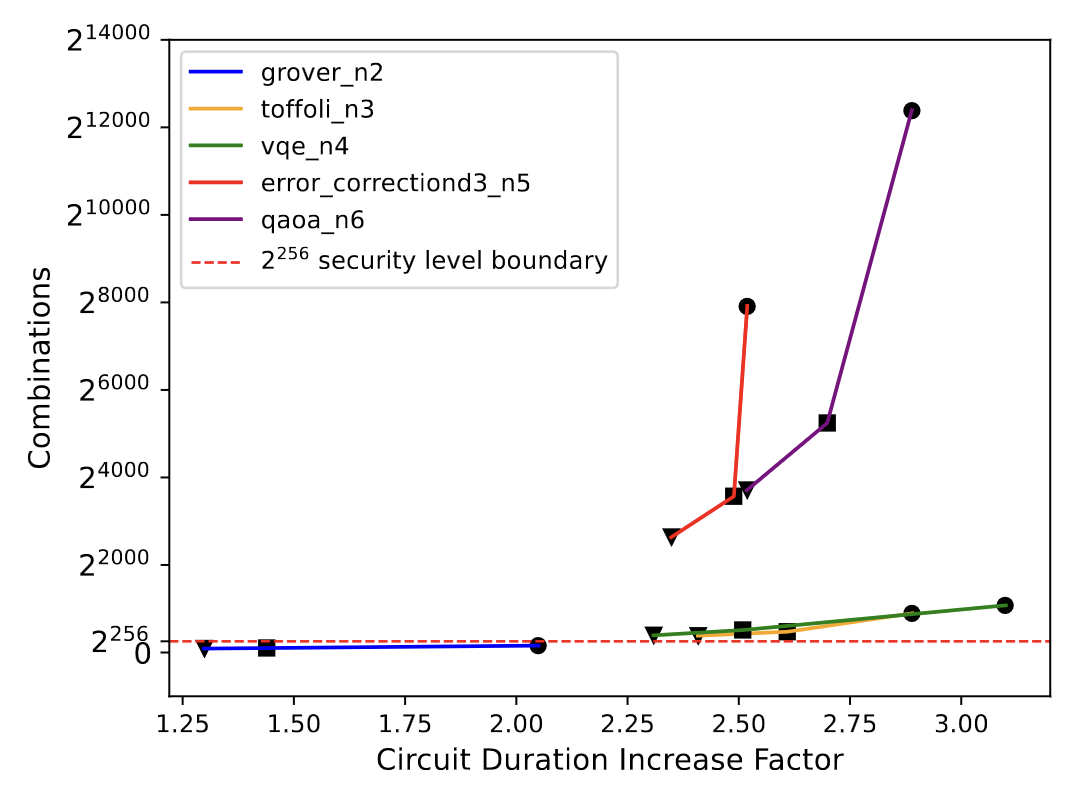 2^14000
2^12000
2^10000
2^8000
2^6000
2^4000
2^2000
2^256
0
Combinations
grover_n2
toffoli_n3
vqe_n4
error_correctiond3_n5
qaoa_n6
2^256 security level boundary
1.25 1.50 1.75 2.00 2.25 2.50 2.75 3.00
Circuit Duration Increase Factor